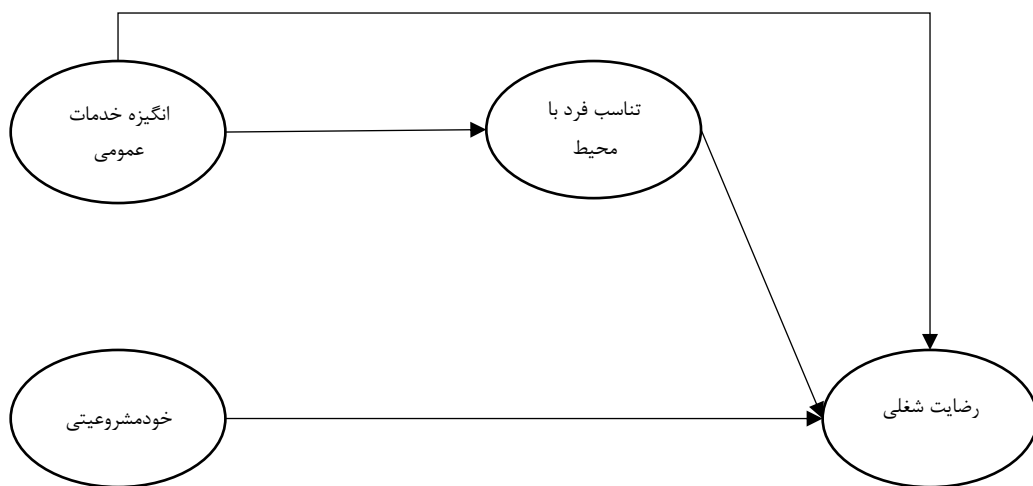 انگیزه خدمات
عمومی
تناسب فرد با
محیط
خودمشروعیتی
رضایت شغلی